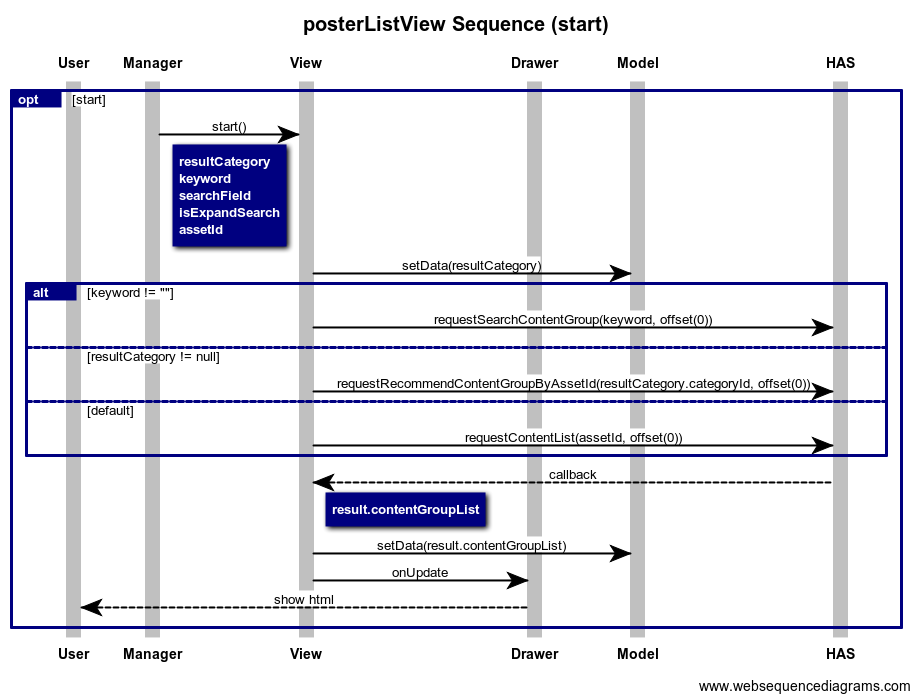 posterListView Sequence (start)
User Manager View Drawer Model HAS
opt [start]
start()
resultCategory
keyword
searchField
isExpandSearch
assetId
setData(resultCategory)
alt [keyword != ""]
requestSearchContentGroup(keyword, offset(0))
[resultCategory != null]
requestRecommendContentGroupByAssetId(resultCategory.categoryId, offset(0))
[default]
requestContentList(assetId, offset(0))
callback
result.contentGroupList
setData(result.contentGroupList)
onUpdate
show html
User Manager View Drawer Model HAS
www.websequencediagrams.com